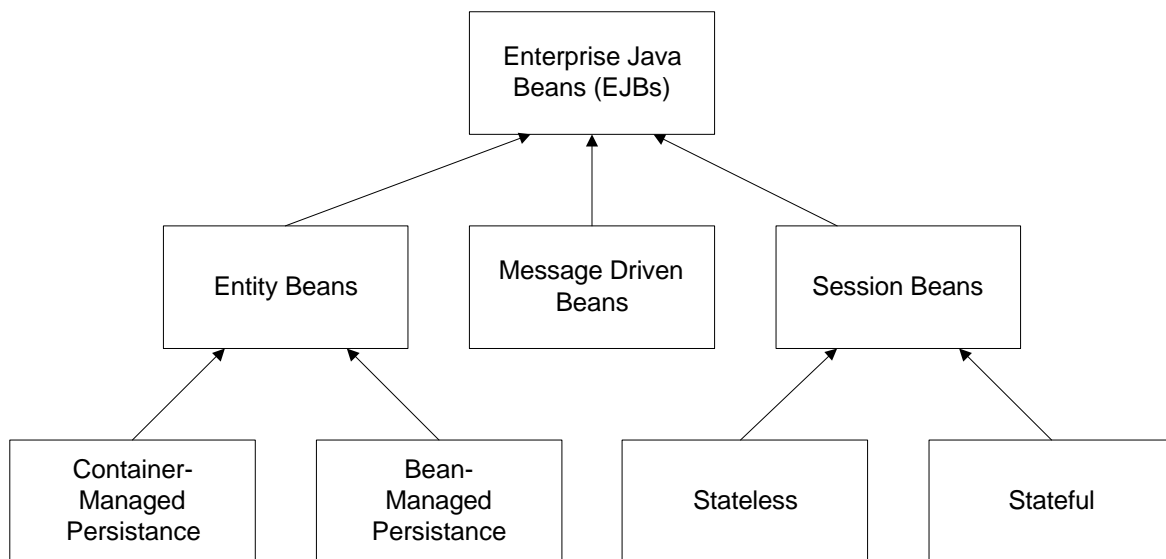 Enterprise Java
Beans (EJBs)
Entity Beans
Message Driven
Beans
Session Beans
Container-
Managed
Persistance
Bean-
Managed
Persistance
Stateless
Stateful